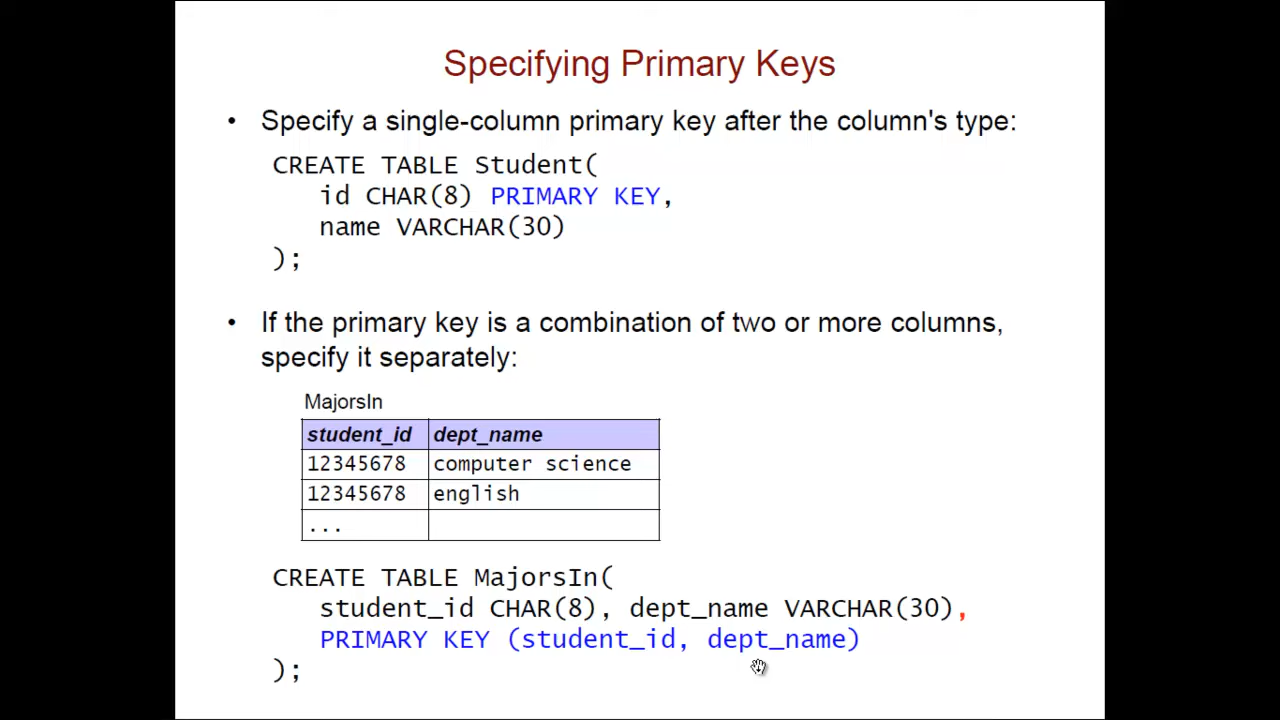 Specifying Primary Keys
• Specify a single-column primary key after the column's type:
CREATE TABLE Student(
id CHAR(8) PRIMARY KEY,
name VARCHAR(30)
);
• If the primary key is a combination of two or more columns,
specify it separately:
MajorsIn
student_id dept_name
12345678 computer science
12345678 english
...
CREATE TABLE MajorsIn(
student_id CHAR(8), dept_name VARCHAR(30),
PRIMARY KEY (student_id, dept_name)
);